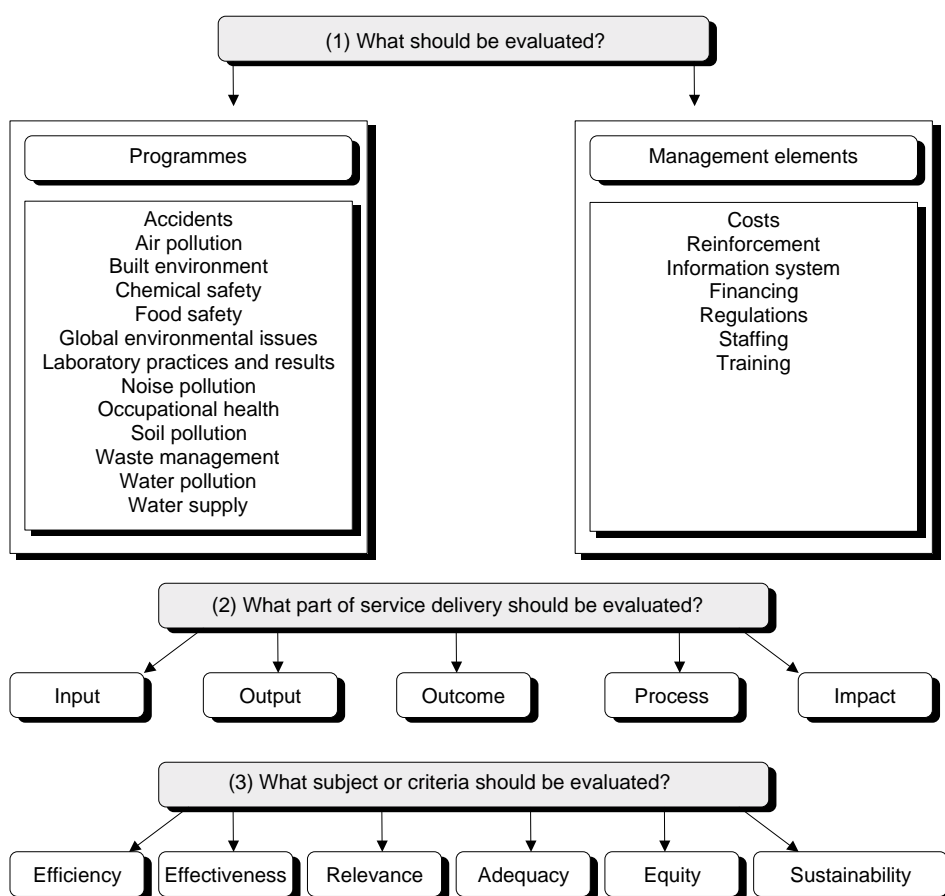 (1) What should be evaluated?
Programmes
Accidents
Air pollution
Built environment
Chemical safety
Food safety
Global environmental issues
Laboratory practices and results
Noise pollution
Occupational health
Soil pollution
Waste management
Water pollution
Water supply
Management elements
Costs
Reinforcement
Information system
Financing
Regulations
Staffing
Training
(2) What part of service delivery should be evaluated?
Input
Output
Outcome
Process
Impact
(3) What subject or criteria should be evaluated?
Efficiency
Effectiveness
Relevance
Adequacy
Equity
Sustainability